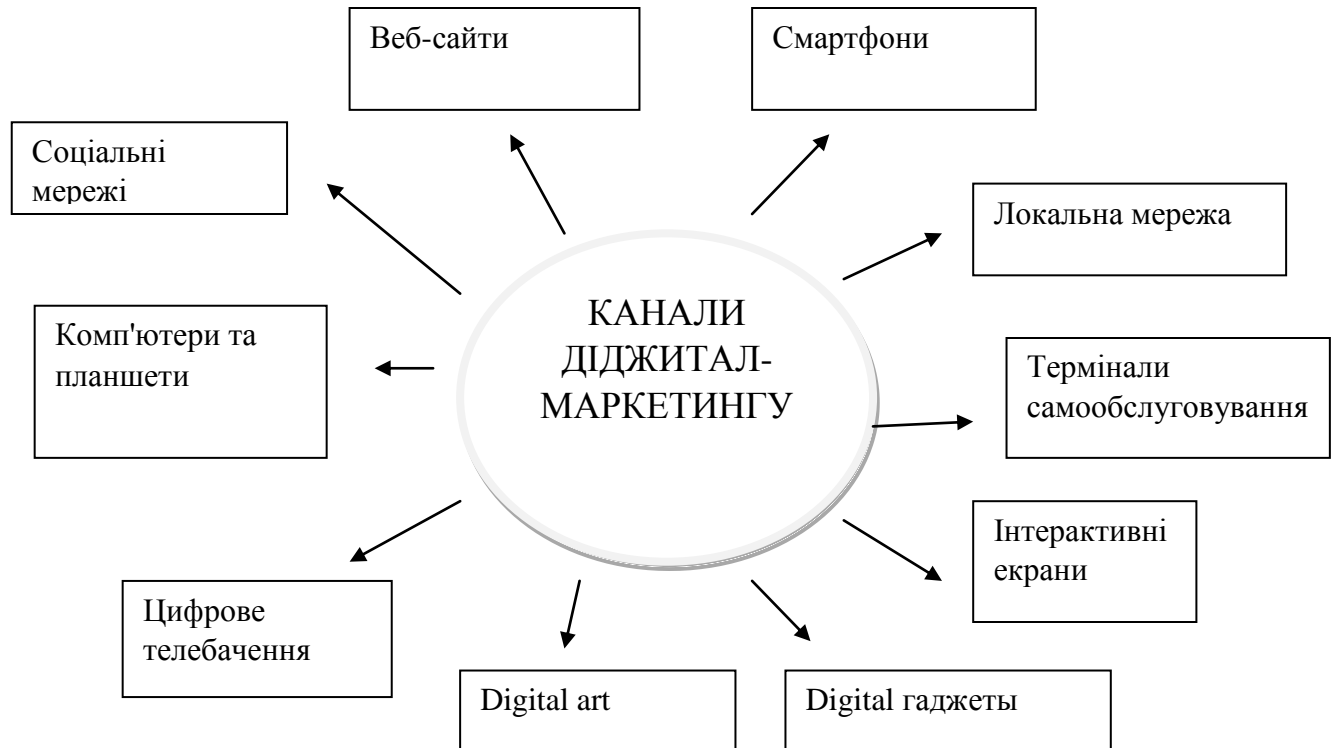 Веб-сайти
Смартфони
Соціальні
мережі
Локальна мережа
КАНАЛИ
ДІДЖИТАЛ-
МАРКЕТИНГУ
Комп'ютери та
планшети
Термінали
самообслуговування
Інтерактивні
екрани
Цифрове
телебачення
Digital art
Digital гаджеты